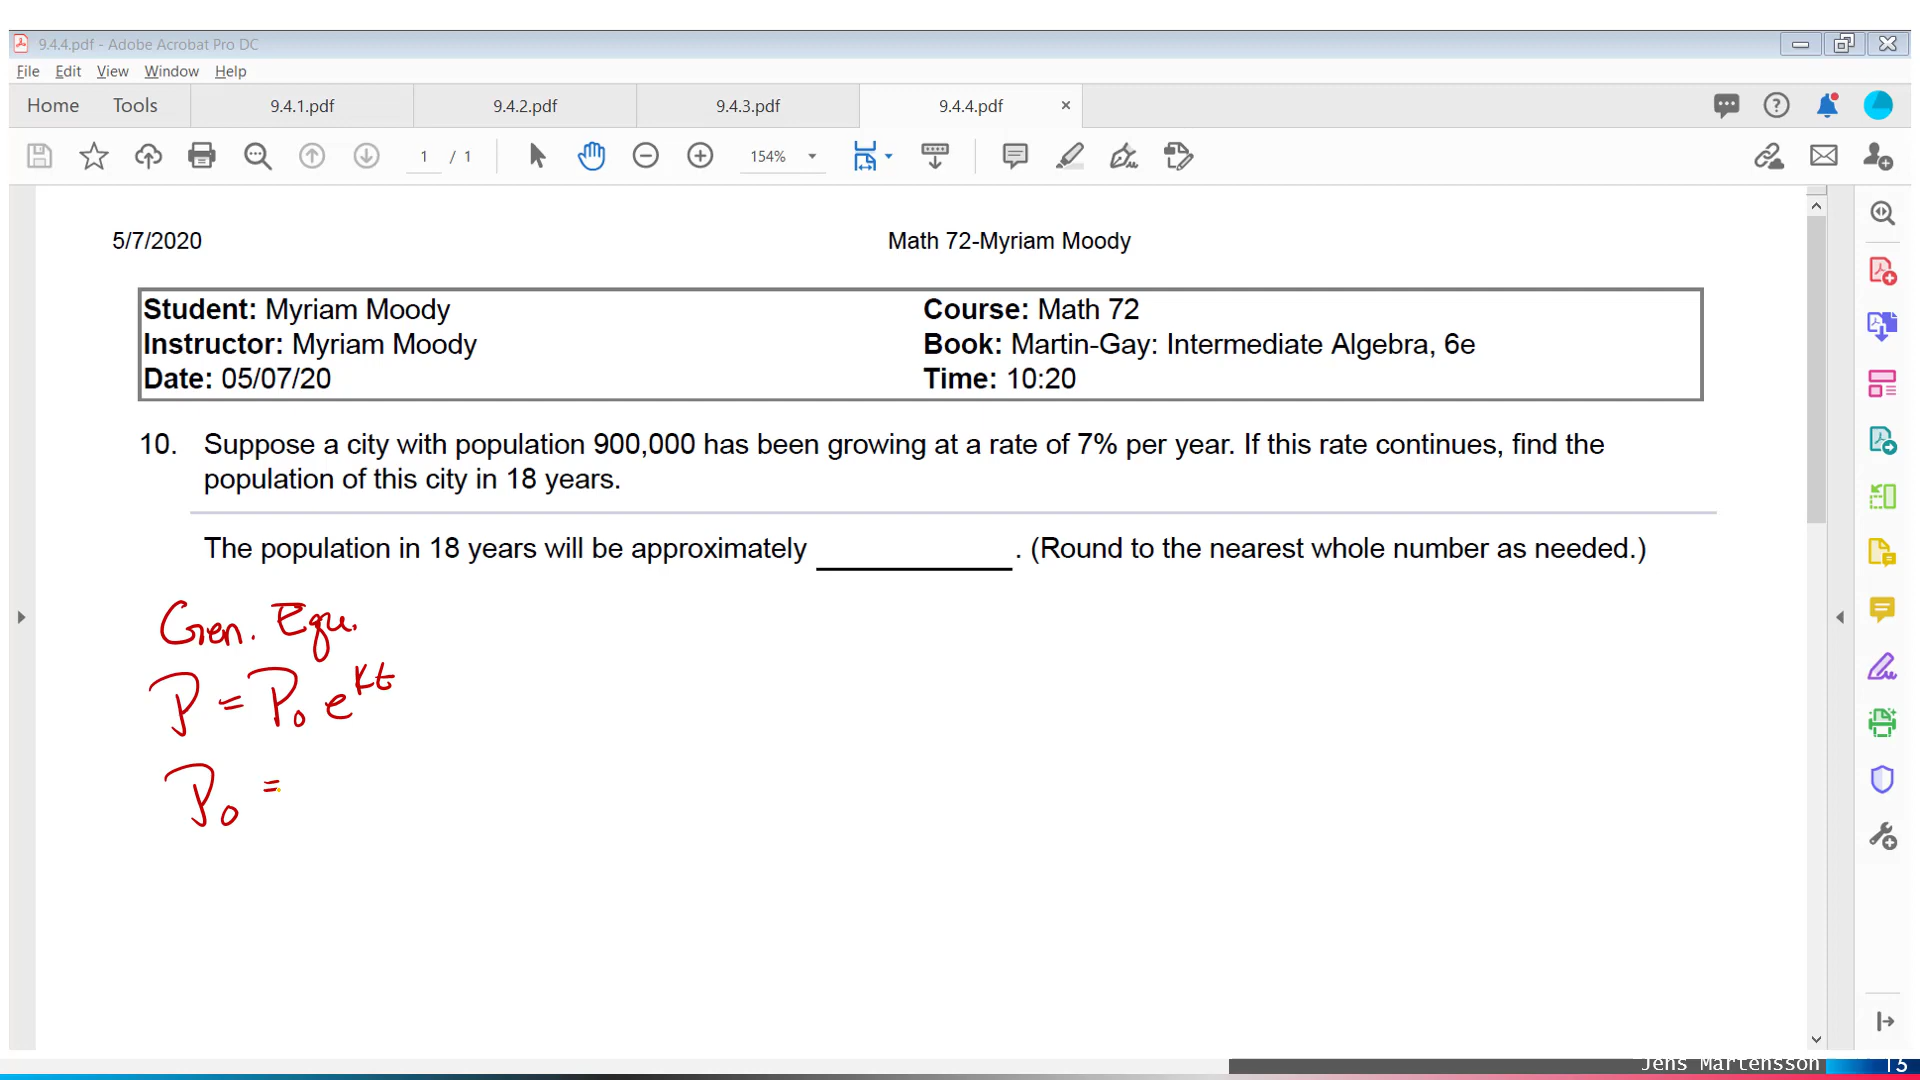 9.4.4.pdf - Adobe Acrobat Pro DC
File Edit View Window Help
Home Tools 9.4.1.pdf 9.4.2.pdf 9.4.3.pdf 9.4.4.pdf ×
1 / 1 154%
5/7/2020 Math 72-Myriam Moody
Student: Myriam Moody Course: Math 72
Instructor: Myriam Moody Book: Martin-Gay: Intermediate Algebra, 6e
Date: 05/07/20 Time: 10:20
10. Suppose a city with population 900,000 has been growing at a rate of 7% per year. If this rate continues, find the
population of this city in 18 years.
The population in 18 years will be approximately ____________. (Round to the nearest whole number as needed.)
Gen. Equ.
P = P₀ e^kt
P₀ =
Jens Martensson 15